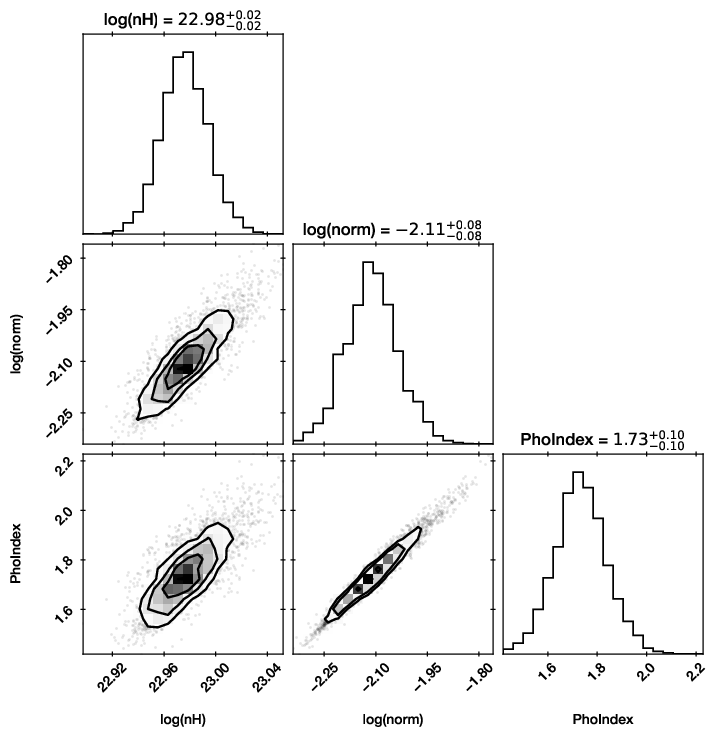 log(nH) = 22.98+0.02 −0.02
log(norm) = −2.11+0.08 −0.08
−1.80
−1.95
−2.10
−2.25
log(norm)
PhoIndex = 1.73+0.10 −0.10
2.2
2.0
1.8
1.6
PhoIndex
22.92 22.96 23.00 23.04
−2.25 −2.10 −1.95 −1.80
1.6 1.8 2.0 2.2
log(nH) log(norm) PhoIndex